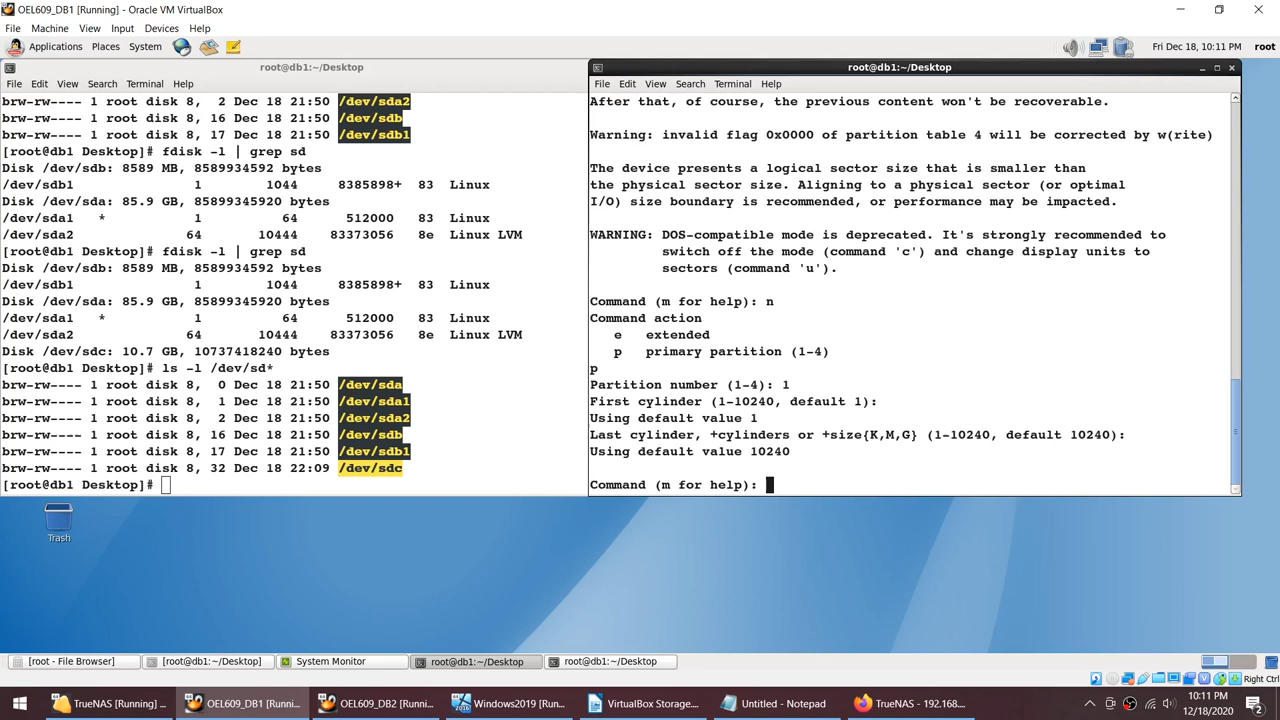 OEL609_DB1 [Running] - Oracle VM VirtualBox
File Machine View Input Devices Help
Applications Places System Fri Dec 18, 10:11 PM root
root@db1:~/Desktop
File Edit View Search Terminal Help
brw-rw---- 1 root disk 8, 2 Dec 18 21:50 /dev/sda2
brw-rw---- 1 root disk 8, 16 Dec 18 21:50 /dev/sdb
brw-rw---- 1 root disk 8, 17 Dec 18 21:50 /dev/sdb1
[root@db1 Desktop]# fdisk -l | grep sd
Disk /dev/sdb: 8589 MB, 8589934592 bytes
/dev/sdb1 1 1044 8385898+ 83 Linux
Disk /dev/sda: 85.9 GB, 85899345920 bytes
/dev/sda1 * 1 64 512000 83 Linux
/dev/sda2 64 10444 83373056 8e Linux LVM
[root@db1 Desktop]# fdisk -l | grep sd
Disk /dev/sdb: 8589 MB, 8589934592 bytes
/dev/sdb1 1 1044 8385898+ 83 Linux
Disk /dev/sda: 85.9 GB, 85899345920 bytes
/dev/sda1 * 1 64 512000 83 Linux
/dev/sda2 64 10444 83373056 8e Linux LVM
Disk /dev/sdc: 10.7 GB, 10737418240 bytes
[root@db1 Desktop]# ls -l /dev/sd*
brw-rw---- 1 root disk 8, 0 Dec 18 21:50 /dev/sda
brw-rw---- 1 root disk 8, 1 Dec 18 21:50 /dev/sda1
brw-rw---- 1 root disk 8, 2 Dec 18 21:50 /dev/sda2
brw-rw---- 1 root disk 8, 16 Dec 18 21:50 /dev/sdb
brw-rw---- 1 root disk 8, 17 Dec 18 21:50 /dev/sdb1
brw-rw---- 1 root disk 8, 32 Dec 18 22:09 /dev/sdc
[root@db1 Desktop]#
root@db1:~/Desktop
File Edit View Search Terminal Help
After that, of course, the previous content won't be recoverable.
Warning: invalid flag 0x0000 of partition table 4 will be corrected by w(rite)
The device presents a logical sector size that is smaller than
the physical sector size. Aligning to a physical sector (or optimal
I/O) size boundary is recommended, or performance may be impacted.
WARNING: DOS-compatible mode is deprecated. It's strongly recommended to
switch off the mode (command 'c') and change display units to
sectors (command 'u').
Command (m for help): n
Command action
e extended
p primary partition (1-4)
p
Partition number (1-4): 1
First cylinder (1-10240, default 1):
Using default value 1
Last cylinder, +cylinders or +size{K,M,G} (1-10240, default 10240):
Using default value 10240
Command (m for help):
Trash
[root - File Browser] [root@db1:~/Desktop] System Monitor root@db1:~/Desktop root@db1:~/Desktop
Right Ctrl
TrueNAS [Running] ... OEL609_DB1 [Runni... OEL609_DB2 [Runni... Windows2019 [Runn... VirtualBox Storage.... Untitled - Notepad TrueNAS - 192.168.... 10:11 PM
12/18/2020
2